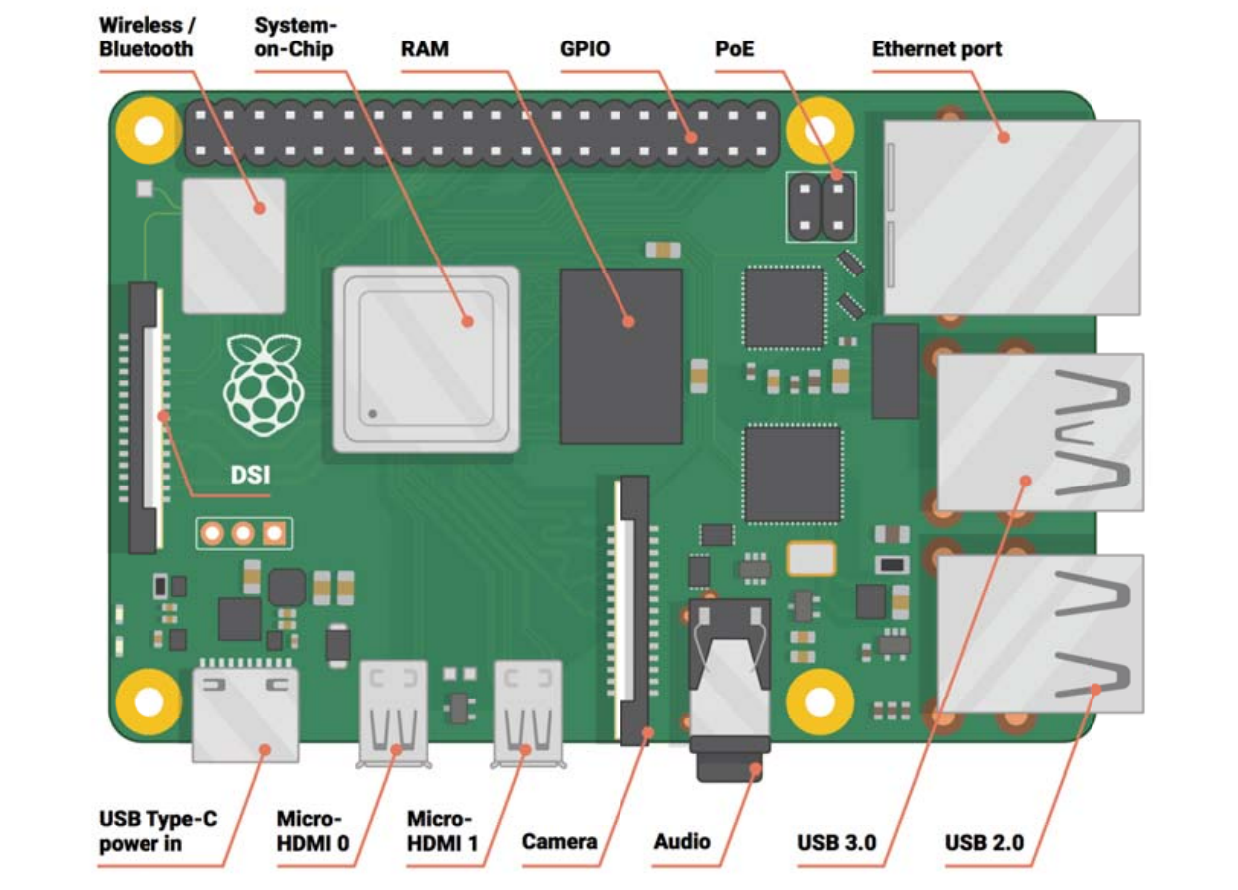 Wireless /
Bluetooth
System-
on-Chip
RAM
GPIO
PoE
Ethernet port
DSI
USB Type-C
power in
Micro-
HDMI 0
Micro-
HDMI 1
Camera
Audio
USB 3.0
USB 2.0